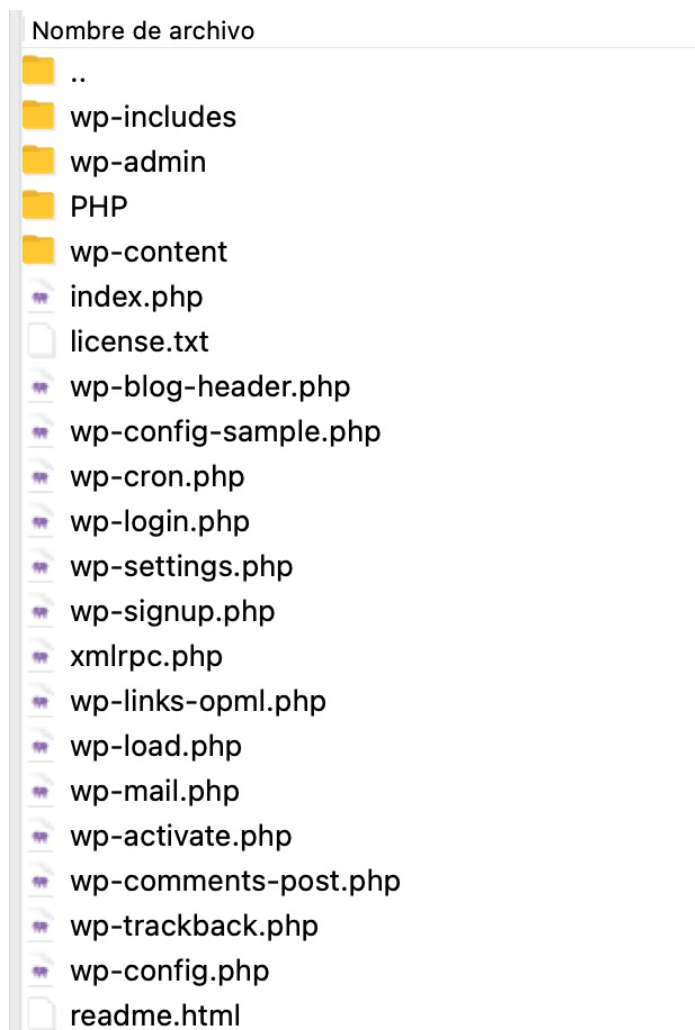 Nombre de archivo
..
wp-includes
wp-admin
PHP
wp-content
index.php
license.txt
wp-blog-header.php
wp-config-sample.php
wp-cron.php
wp-login.php
wp-settings.php
wp-signup.php
xmlrpc.php
wp-links-opml.php
wp-load.php
wp-mail.php
wp-activate.php
wp-comments-post.php
wp-trackback.php
wp-config.php
readme.html